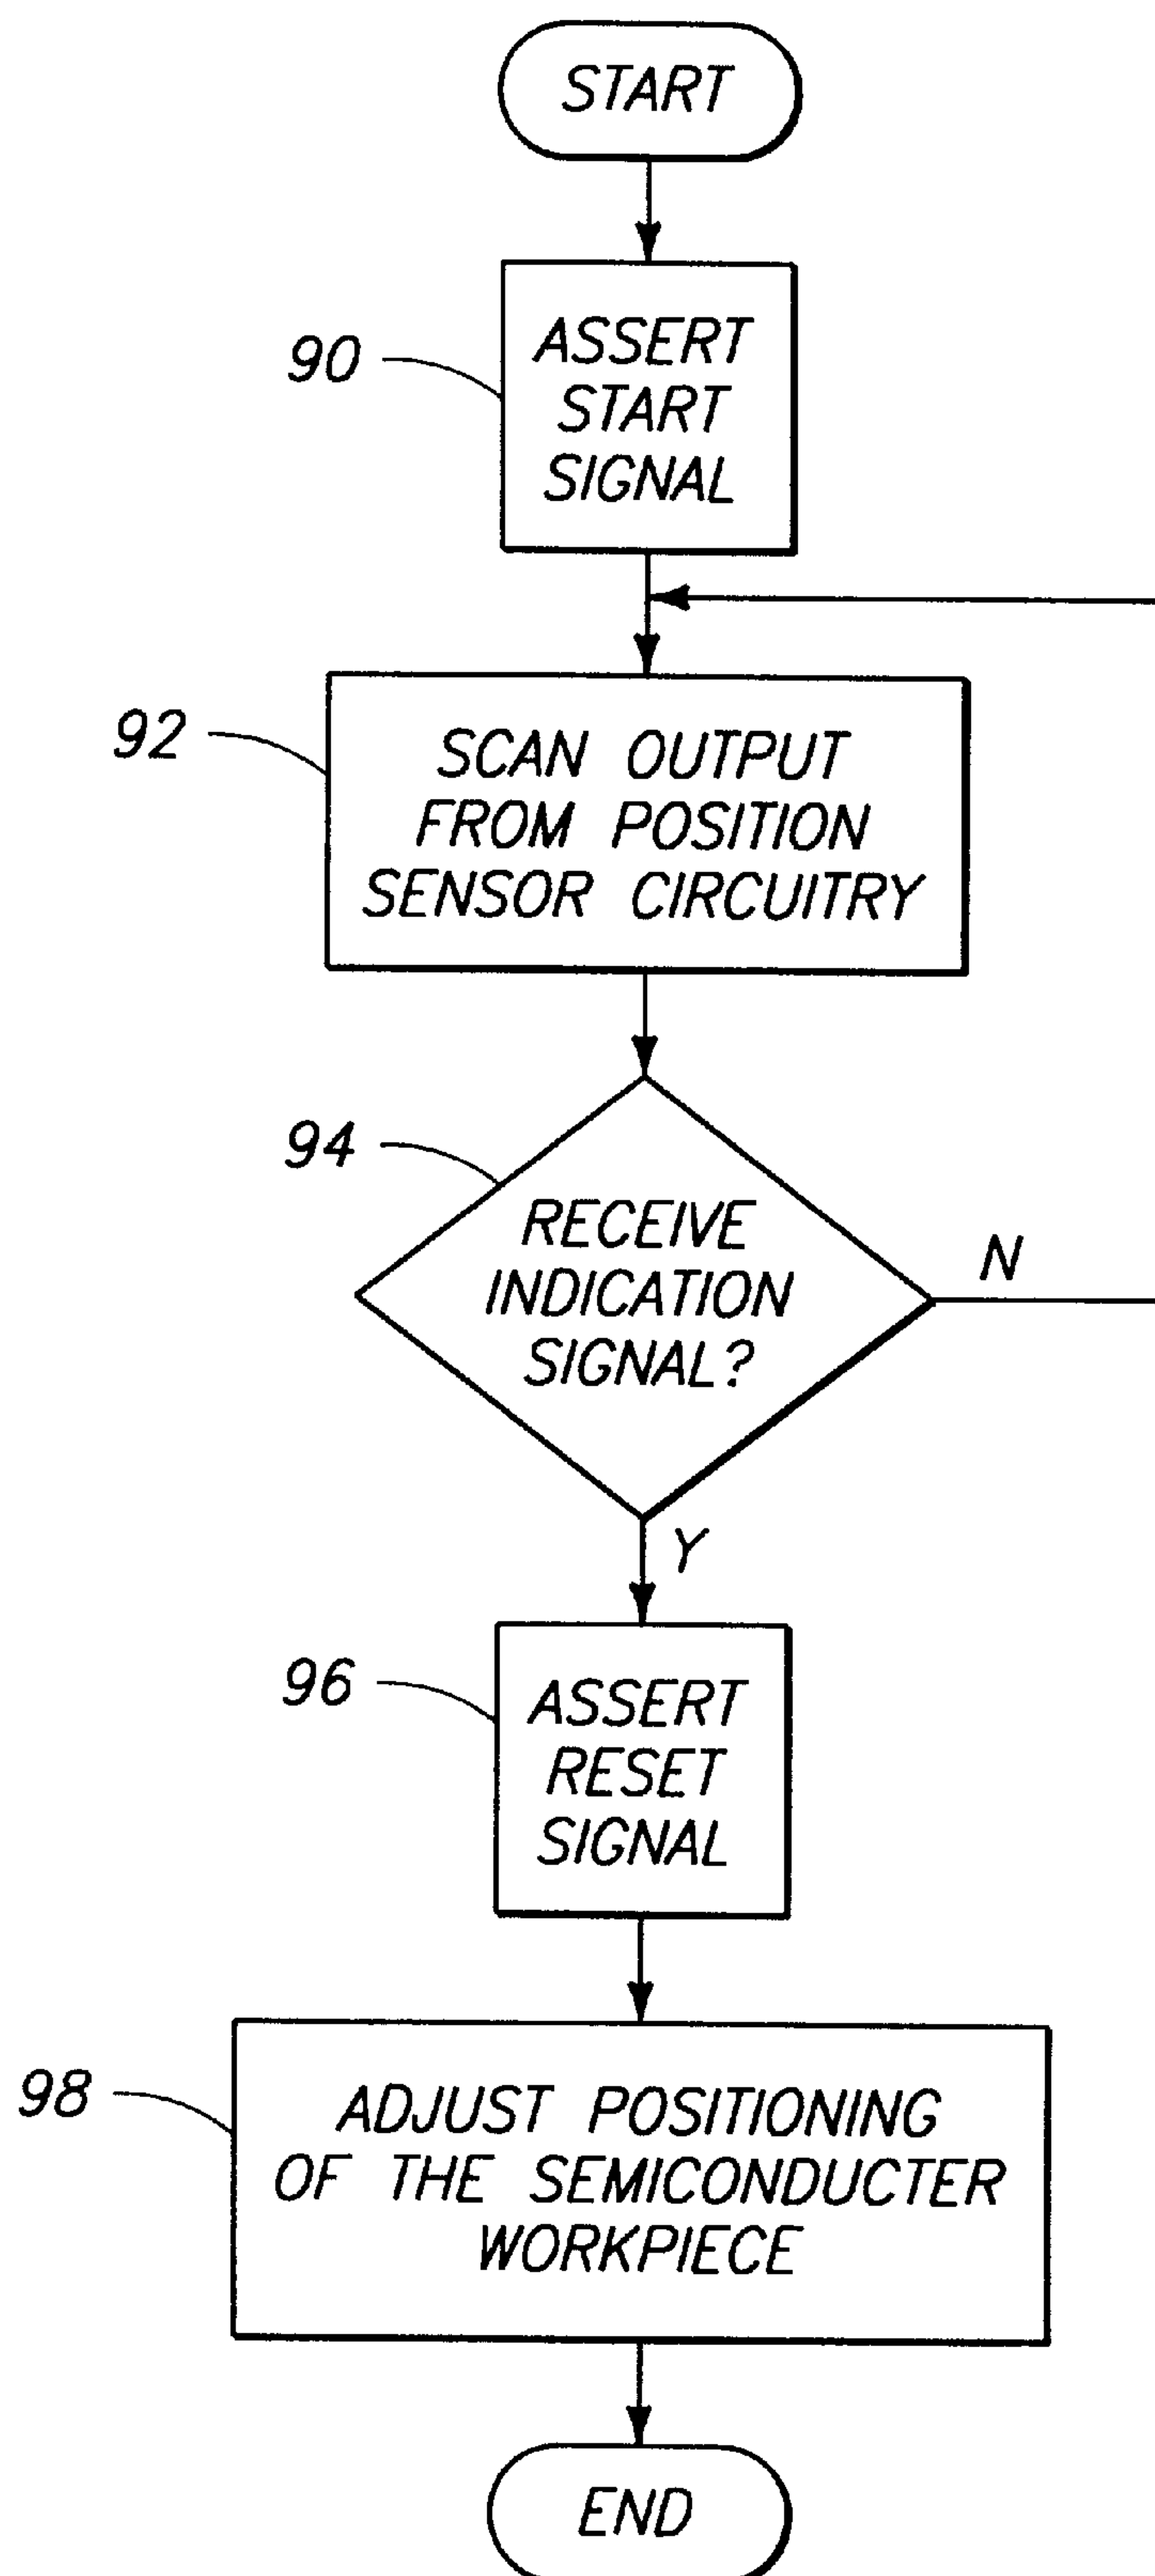 START
90
ASSERT
START
SIGNAL
92
SCAN OUTPUT
FROM POSITION
SENSOR CIRCUITRY
94
RECEIVE
INDICATION
SIGNAL?
N
Y
96
ASSERT
RESET
SIGNAL
98
ADJUST POSITIONING
OF THE SEMICONDUCTER
WORKPIECE
END